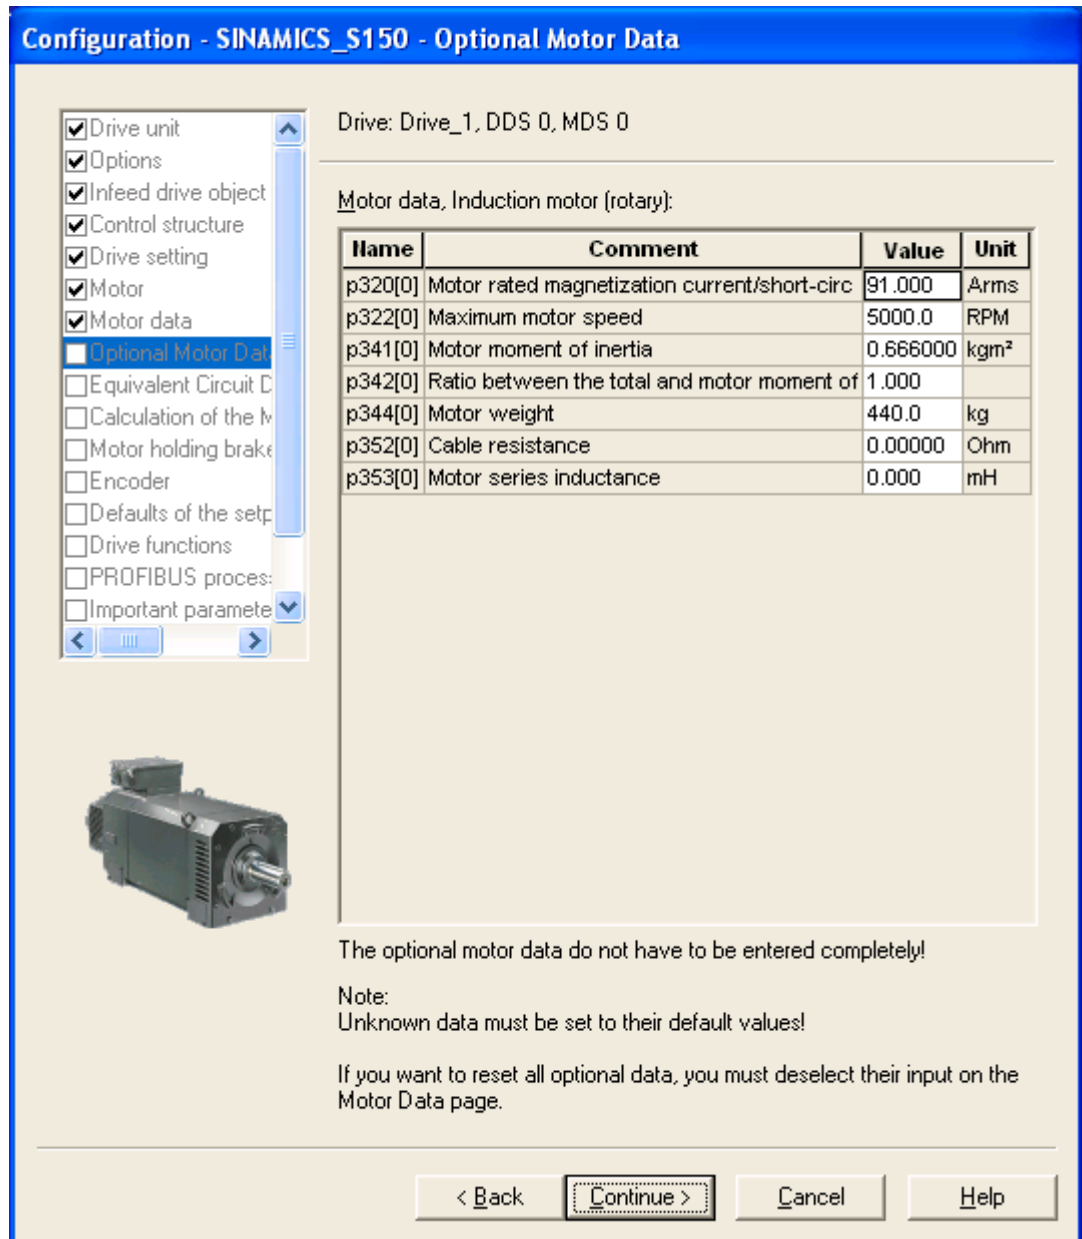 Configuration - SINAMICS_S150 - Optional Motor Data
Drive unit
Options
Infeed drive object
Control structure
Drive setting
Motor
Motor data
Optional Motor Dat
Equivalent Circuit D
Calculation of the M
Motor holding brake
Encoder
Defaults of the setp
Drive functions
PROFIBUS proces
Important paramete
Drive: Drive_1, DDS 0, MDS 0
Motor data, Induction motor (rotary):
Name Comment Value Unit
p320[0] Motor rated magnetization current/short-circ 91.000 Arms
p322[0] Maximum motor speed 5000.0 RPM
p341[0] Motor moment of inertia 0.666000 kgm²
p342[0] Ratio between the total and motor moment of 1.000
p344[0] Motor weight 440.0 kg
p352[0] Cable resistance 0.00000 Ohm
p353[0] Motor series inductance 0.000 mH
The optional motor data do not have to be entered completely!
Note:
Unknown data must be set to their default values!
If you want to reset all optional data, you must deselect their input on the
Motor Data page.
< Back Continue > Cancel Help